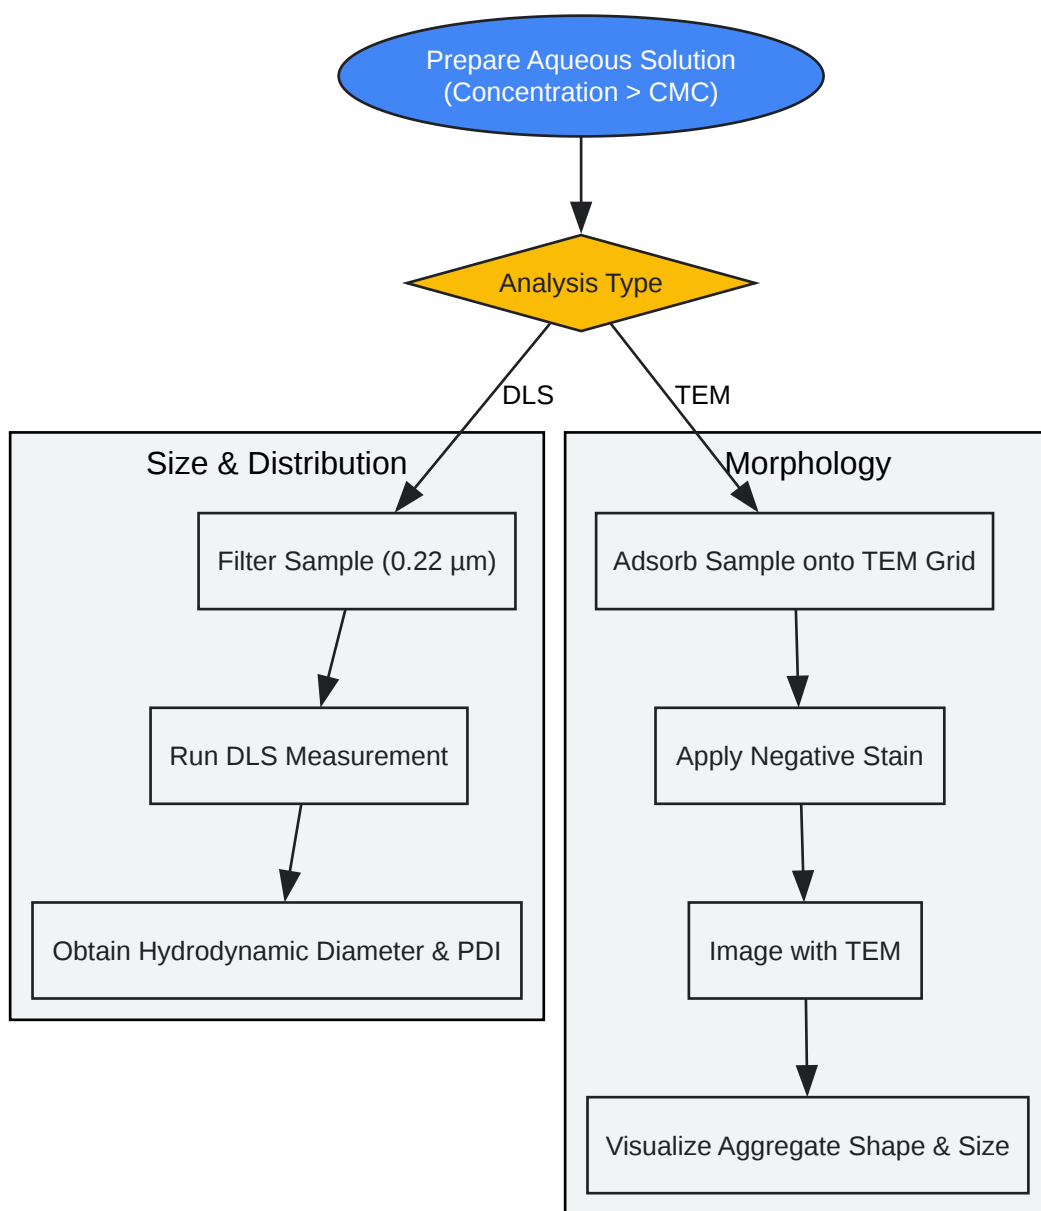 Prepare Aqueous Solution
(Concentration > CMC)
Analysis Type
DLS
TEM
Size & Distribution
Filter Sample (0.22 µm)
Run DLS Measurement
Obtain Hydrodynamic Diameter & PDI
Morphology
Adsorb Sample onto TEM Grid
Apply Negative Stain
Image with TEM
Visualize Aggregate Shape & Size